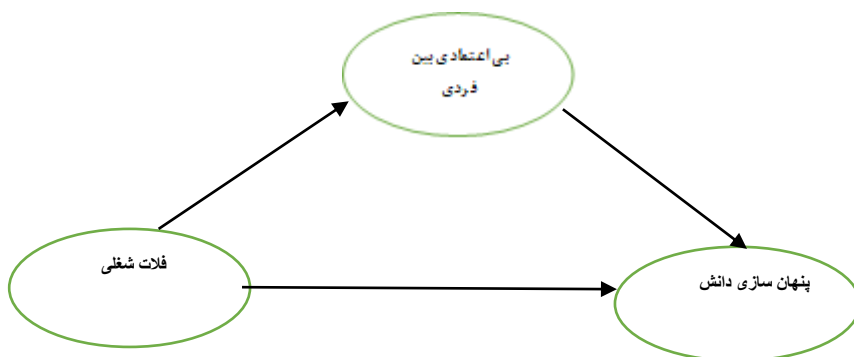 بی اعتمادی بین
فردی
فلات شغلی
پنهان سازی دانش